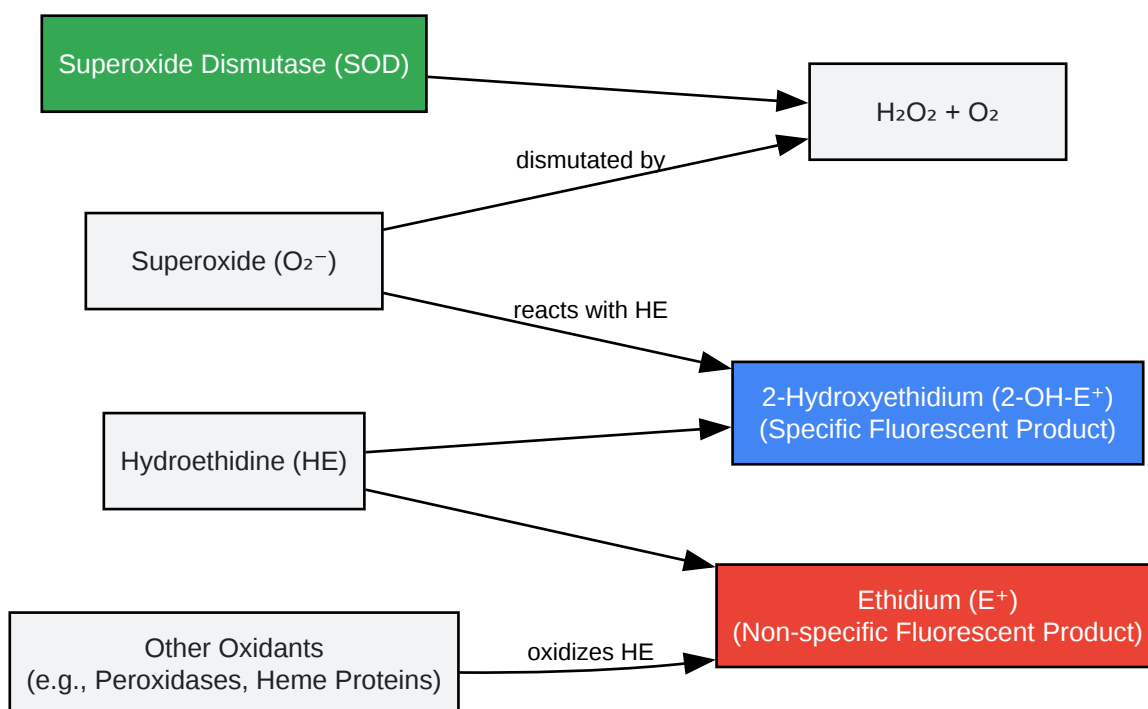 Superoxide Dismutase (SOD)
H₂O₂ + O₂
dismutated by
Superoxide (O₂⁻)
reacts with HE
2-Hydroxyethidium (2-OH-E⁺)
(Specific Fluorescent Product)
Hydroethidine (HE)
Ethidium (E⁺)
(Non-specific Fluorescent Product)
Other Oxidants
(e.g., Peroxidases, Heme Proteins)
oxidizes HE